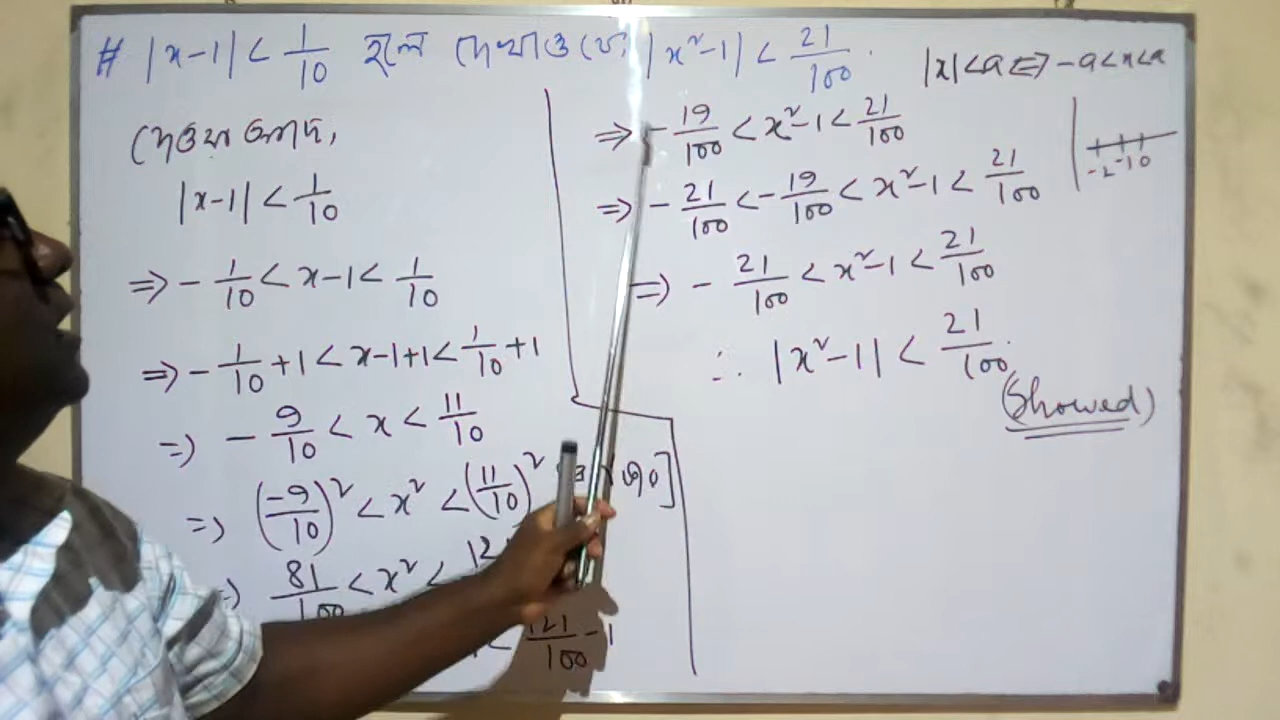 # |x-1| < 1/10 হলে দেখাও যে, |x²-1| < 21/100.
|x|<a ⇔ -a<x<a
দেওয়া আছে,
|x-1| < 1/10
⇒ - 1/10 < x-1 < 1/10
⇒ - 1/10 +1 < x-1+1 < 1/10 +1
⇒ - 9/10 < x < 11/10
⇒ (-9/10)² < x² < (11/10)²
⇒ 81/100 < x² <
< 121/100 - 1
⇒ - 19/100 < x²-1 < 21/100
⇒ - 21/100 < - 19/100 < x²-1 < 21/100
⇒ - 21/100 < x²-1 < 21/100
∴ |x²-1| < 21/100.
(Showed)
-2 -1 0